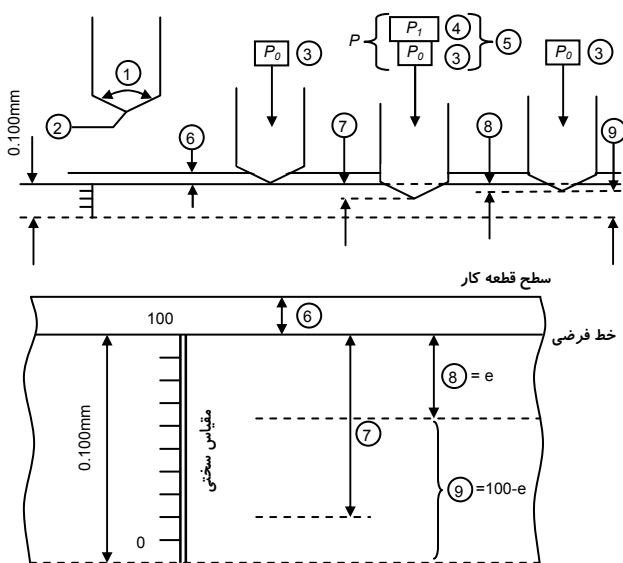 P₀ ③
P { P₁ ④
P₀ ③ } ⑤
P₀ ③
①
②
0.100mm
⑥
⑦
⑧
⑨
سطح قطعه کار
100
⑥
خط فرضی
⑧ = e
0.100mm
مقیاس سختی
⑦
⑨ =100-e
0